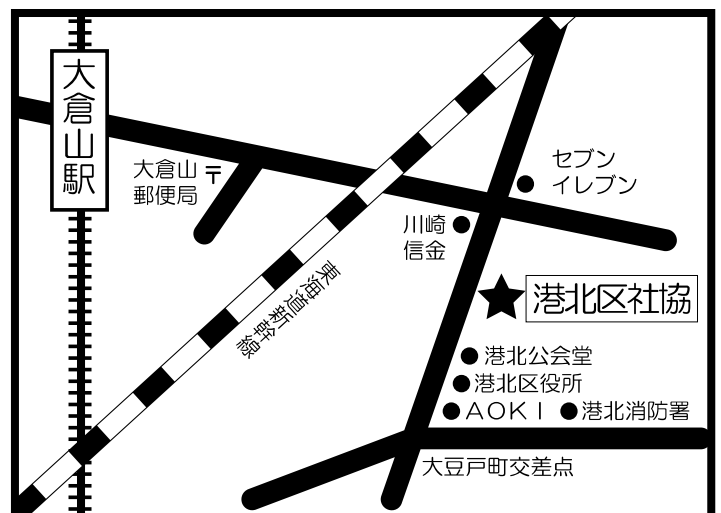 大倉山駅
大倉山〒
郵便局
セブン
イレブン
川崎
信金
東海道新幹線
港北区社協
港北公会堂
港北区役所
AOKI
港北消防署
大豆戸町交差点